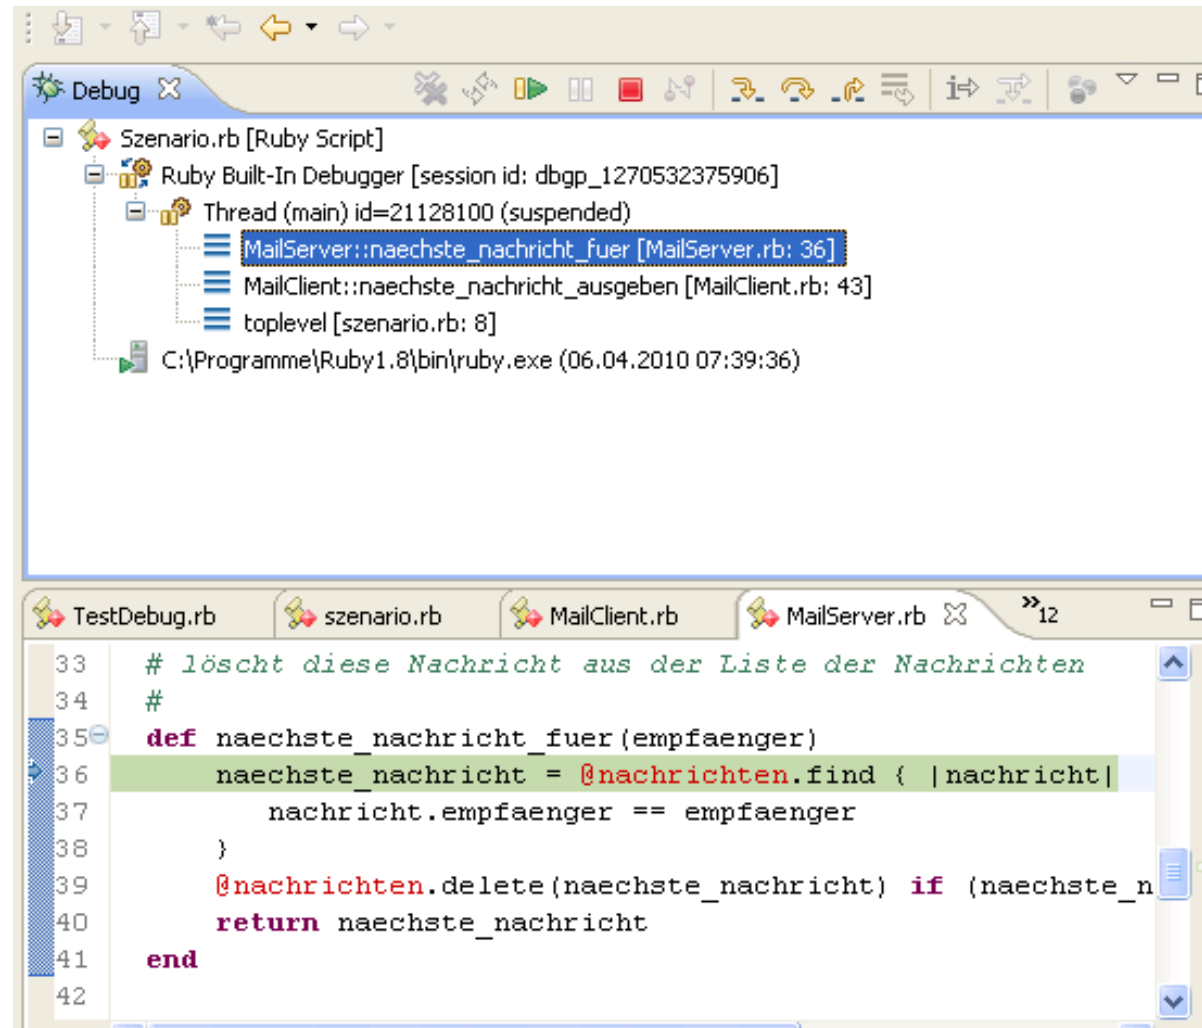 Debug
Szenario.rb [Ruby Script]
Ruby Built-In Debugger [session id: dbgp_1270532375906]
Thread (main) id=21128100 (suspended)
MailServer::naechste_nachricht_fuer [MailServer.rb: 36]
MailClient::naechste_nachricht_ausgeben [MailClient.rb: 43]
toplevel [szenario.rb: 8]
C:\Programme\Ruby1.8\bin\ruby.exe (06.04.2010 07:39:36)
TestDebug.rb szenario.rb MailClient.rb MailServer.rb »12
33 # löscht diese Nachricht aus der Liste der Nachrichten
34 #
35 def naechste_nachricht_fuer(empfaenger)
36 naechste_nachricht = @nachrichten.find { |nachricht|
37 nachricht.empfaenger == empfaenger
38 }
39 @nachrichten.delete(naechste_nachricht) if (naechste_n
40 return naechste_nachricht
41 end
42